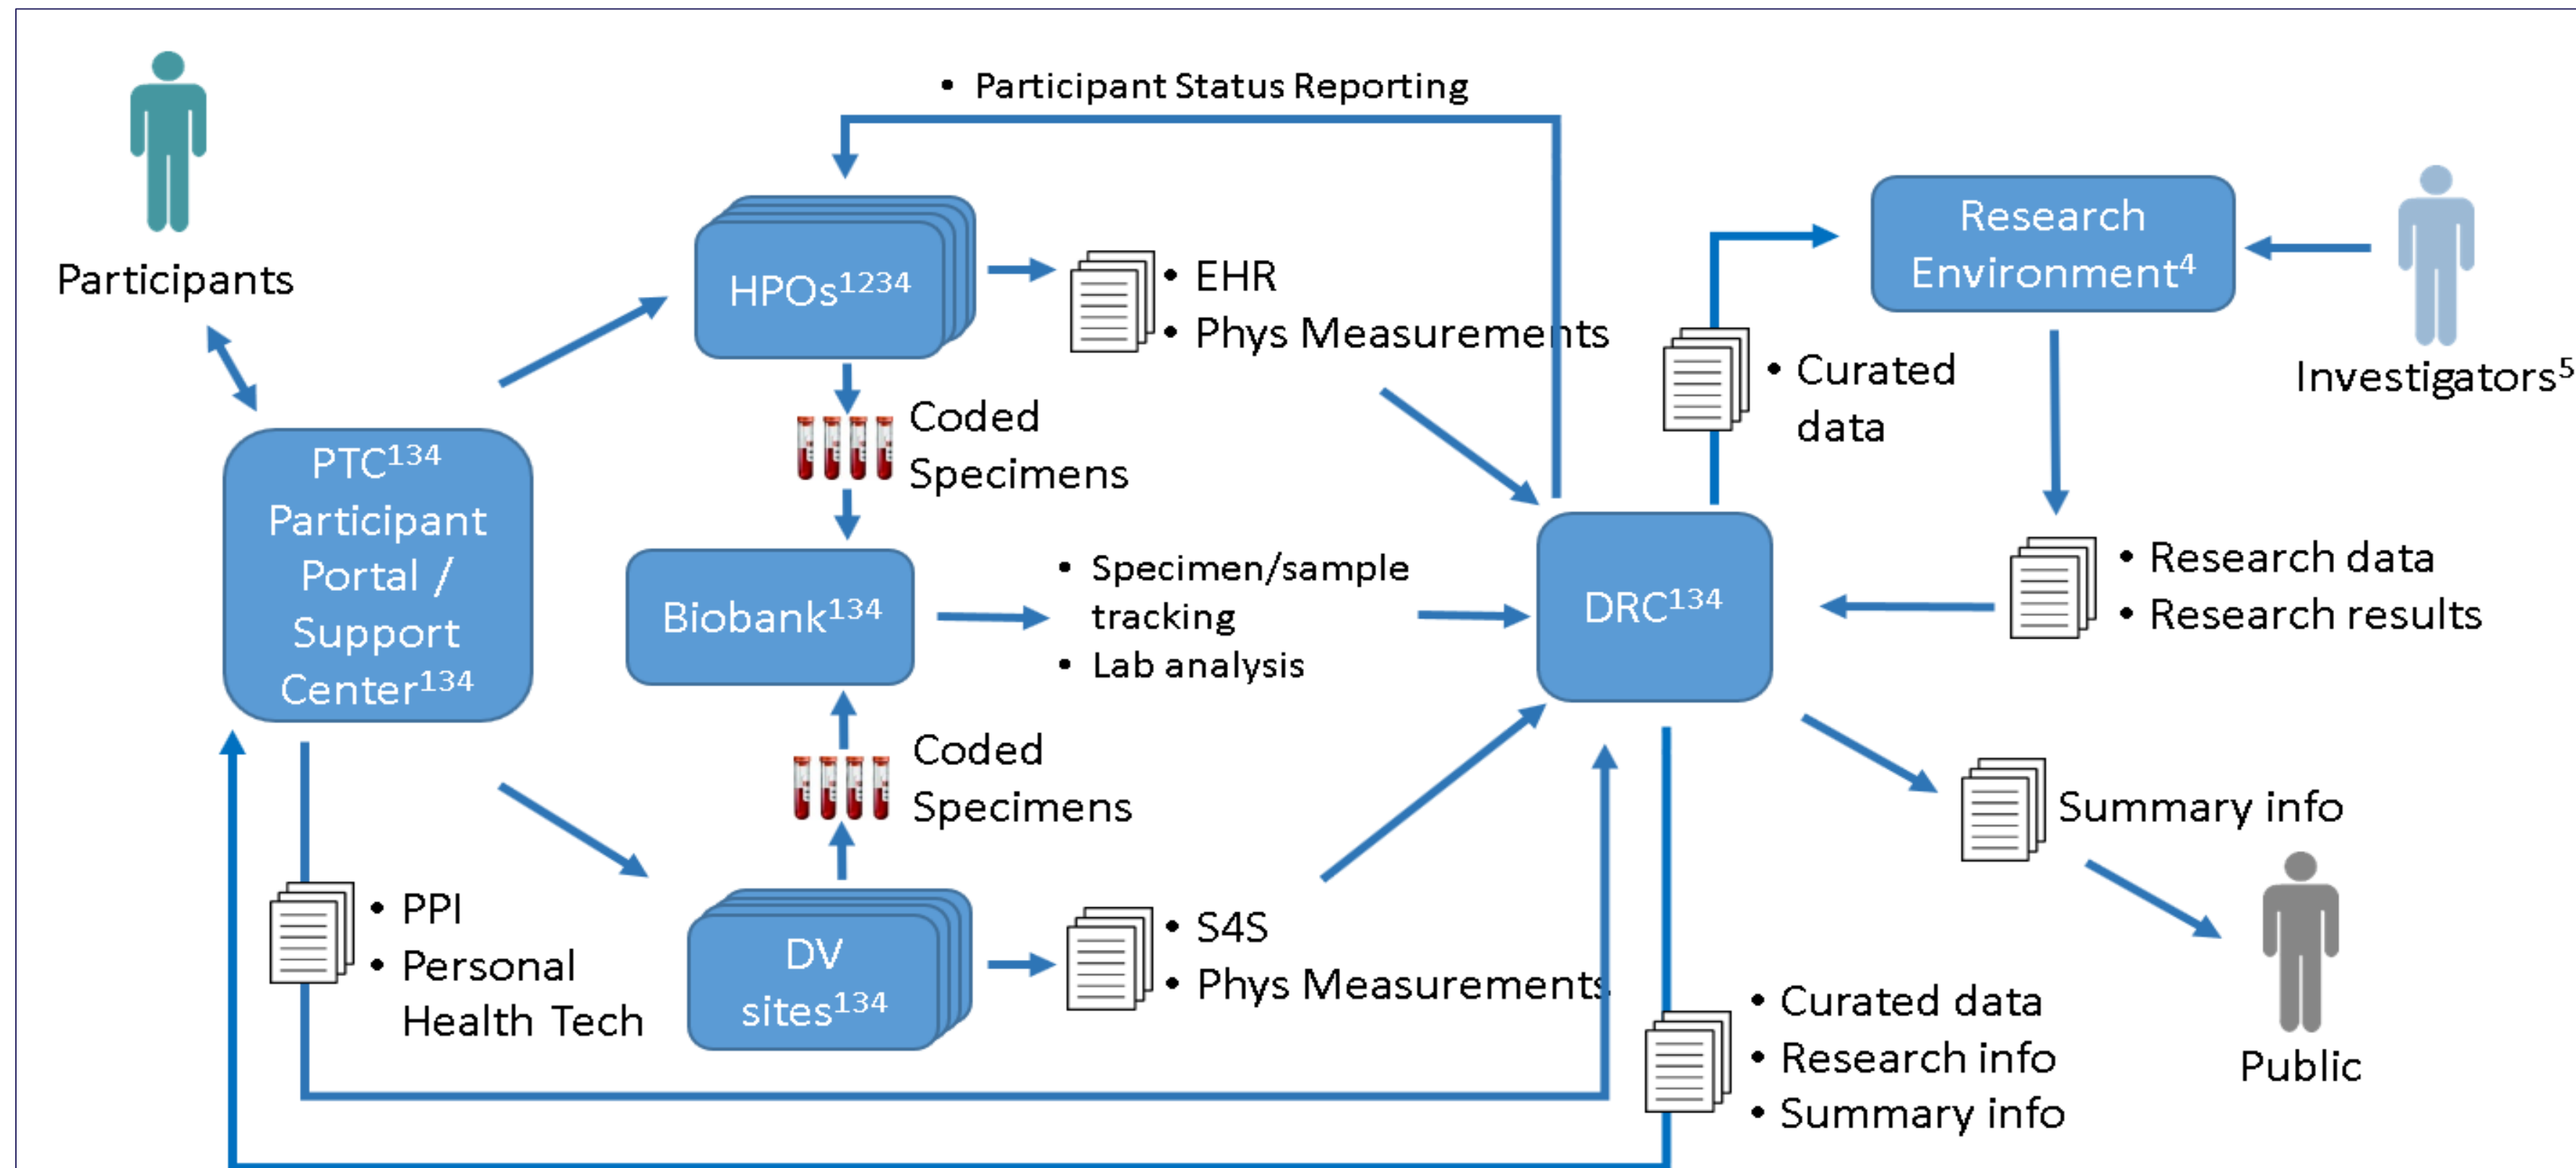 • Participant Status Reporting
Participants
HPOs¹²³⁴
• EHR
• Phys Measurements
Research
Environment⁴
Investigators⁵
• Curated
data
Coded
Specimens
PTC¹³⁴
Participant
Portal /
Support
Center¹³⁴
Biobank¹³⁴
• Specimen/sample
tracking
• Lab analysis
DRC¹³⁴
• Research data
• Research results
Coded
Specimens
Summary info
• PPI
• Personal
Health Tech
DV
sites¹³⁴
• S4S
• Phys Measurements
• Curated data
• Research info
• Summary info
Public